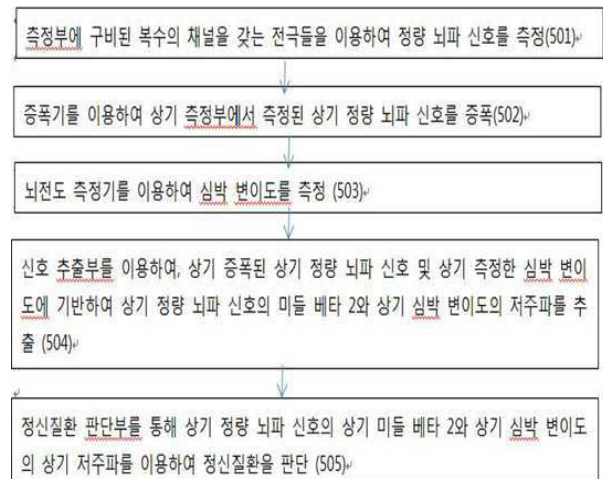 측정부에 구비된 복수의 채널을 갖는 전극들을 이용하여 정량 뇌파 신호를 측정(501)
증폭기를 이용하여 상기 측정부에서 측정된 상기 정량 뇌파 신호를 증폭(502)
뇌전도 측정기를 이용하여 심박 변이도를 측정 (503)
신호 추출부를 이용하여, 상기 증폭된 상기 정량 뇌파 신호 및 상기 측정한 심박 변이
도에 기반하여 상기 정량 뇌파 신호의 미들 베타 2와 상기 심박 변이도의 저주파를 추
출 (504)
정신질환 판단부를 통해 상기 정량 뇌파 신호의 상기 미들 베타 2와 상기 심박 변이도
의 상기 저주파를 이용하여 정신질환을 판단 (505)